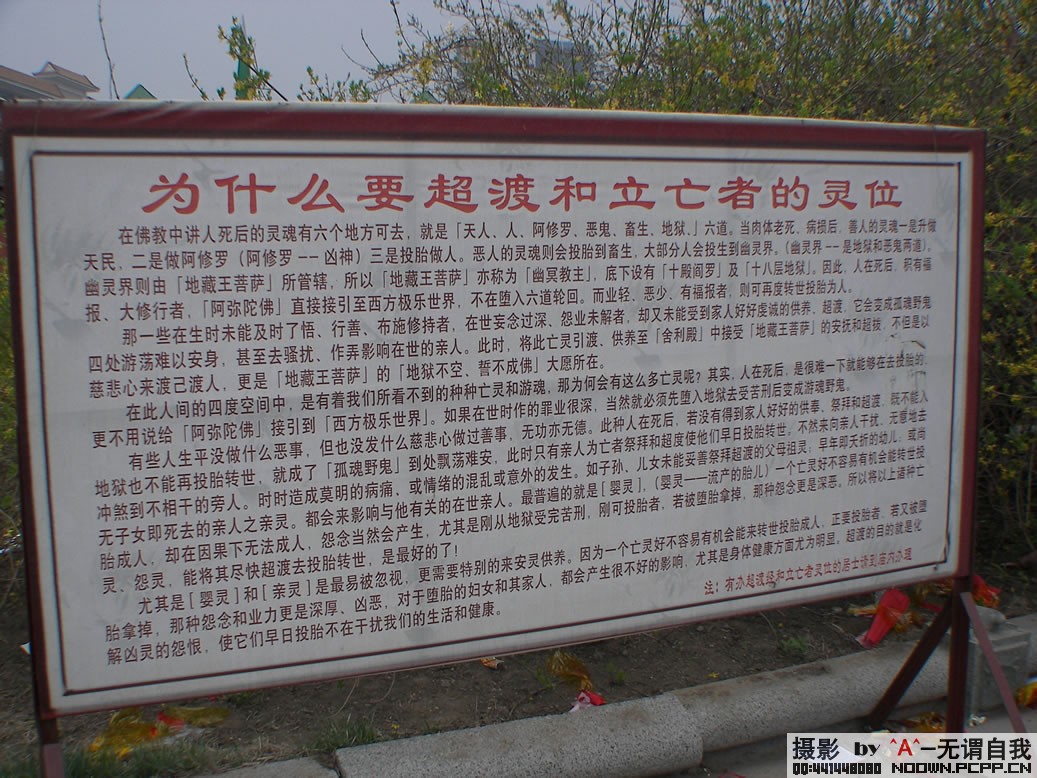 为什么要超渡和立亡者的灵位
在佛教中讲人死后的灵魂有六个地方可去，就是「天人、人、阿修罗、恶鬼、畜生、地狱、」六道。当肉体老死、病损后，善人的灵魂一是升做
天民，二是做阿修罗（阿修罗——凶神）三是投胎做人。恶人的灵魂则会投胎到畜生，大部分人会投生到幽灵界。（幽灵界——是地狱和恶鬼两道）。
幽灵界则由「地藏王菩萨」所管辖，所以「地藏王菩萨」亦称为「幽冥教主」，底下设有「十殿阎罗」及「十八层地狱」。因此，人在死后，积有福
报、大修行者，「阿弥陀佛」直接接引至西方极乐世界，不在堕入六道轮回。而业轻、恶少、有福报者，则可再度转世投胎为人。
那一些在生时未能及时了悟、行善、布施修持者，在世妄念过深、怨业未解者，却又未能受到家人好好虔诚的供养、超渡，它会变成孤魂野鬼
四处游荡难以安身，甚至去骚扰、作弄影响在世的亲人。此时，将此亡灵引渡、供养至「舍利殿」中接受「地藏王菩萨」的安抚和超拨，不但是以
慈悲心来渡己渡人，更是「地藏王菩萨」的「地狱不空、誓不成佛」大愿所在。
在此人间的四度空间中，是有着我们所看不到的种种亡灵和游魂，那为何会有这么多亡灵呢？其实，人在死后，是很难一下就能够在去投胎的，
更不用说给「阿弥陀佛」接引到「西方极乐世界」。如果在世时作的罪业很深，当然就必须先堕入地狱去受苦刑后变成游魂野鬼。
有些人生平没做什么恶事，但也没发什么慈悲心做过善事，无功亦无德。此种人在死后，若没有得到家人好好的供奉、祭拜和超渡，既不能入
地狱也不能再投胎转世，就成了「孤魂野鬼」到处飘荡难安，此时只有亲人为亡者祭拜和超度使他们早日投胎转世，不然来向亲人干扰、无意地去
冲煞到不相干的旁人。时时造成莫明的病痛、或情绪的混乱或意外的发生。如子孙、儿女未能妥善祭拜超渡的父母祖灵；早年即夭折的幼儿；或尚
无子女即死去的亲人之亲灵。都会来影响与他有关的在世亲人。最普遍的就是［婴灵］，（婴灵——流产的胎儿）一个亡灵好不容易有机会能转世投
胎成人，却在因果下无法成人，怨念当然会产生，尤其是刚从地狱受完苦刑，刚可投胎者，若被堕胎拿掉，那种怨念更是深恶。所以将以上诸种亡
灵、怨灵，能将其尽快超渡去投胎转世，是最好的了！
尤其是［婴灵］和［亲灵］是最易被忽视，更需要特别的来安灵供养。因为一个亡灵好不容易有机会能来转世投胎成人，正要投胎者，若又被堕
胎拿掉，那种怨念和业力更是深厚、凶恶，对于堕胎的妇女和其家人，都会产生很不好的影响，尤其是身体健康方面尤为明显。超渡的目的就是化
解凶灵的怨恨，使它们早日投胎不在干扰我们的生活和健康。
注：有办超渡经和立亡者灵位的居士请到庙内办理
摄影 by ^A^—无谓自我
QQ:441448080 NDOWN.PCPP.CN